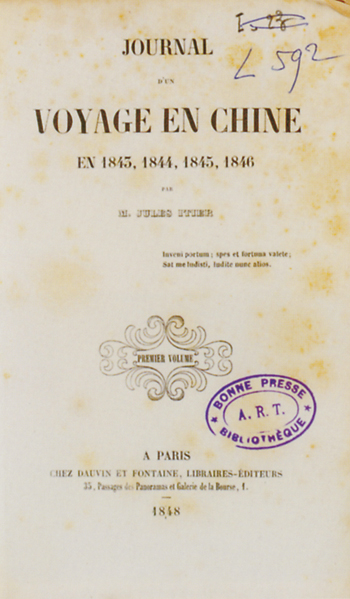 L 592
JOURNAL
D'UN
VOYAGE EN CHINE
EN 1843, 1844, 1845, 1846
PAR
M. JULES ITIER
Inveni portum; spes et fortuna valete;
Sat me ludisti, ludite nunc alios.
PREMIER VOLUME
BONNE PRESSE
A. R. T.
BIBLIOTHÈQUE
A PARIS
CHEZ DAUVIN ET FONTAINE, LIBRAIRES-ÉDITEURS
35, Passages des Panoramas et Galerie de la Bourse, 1.
1848